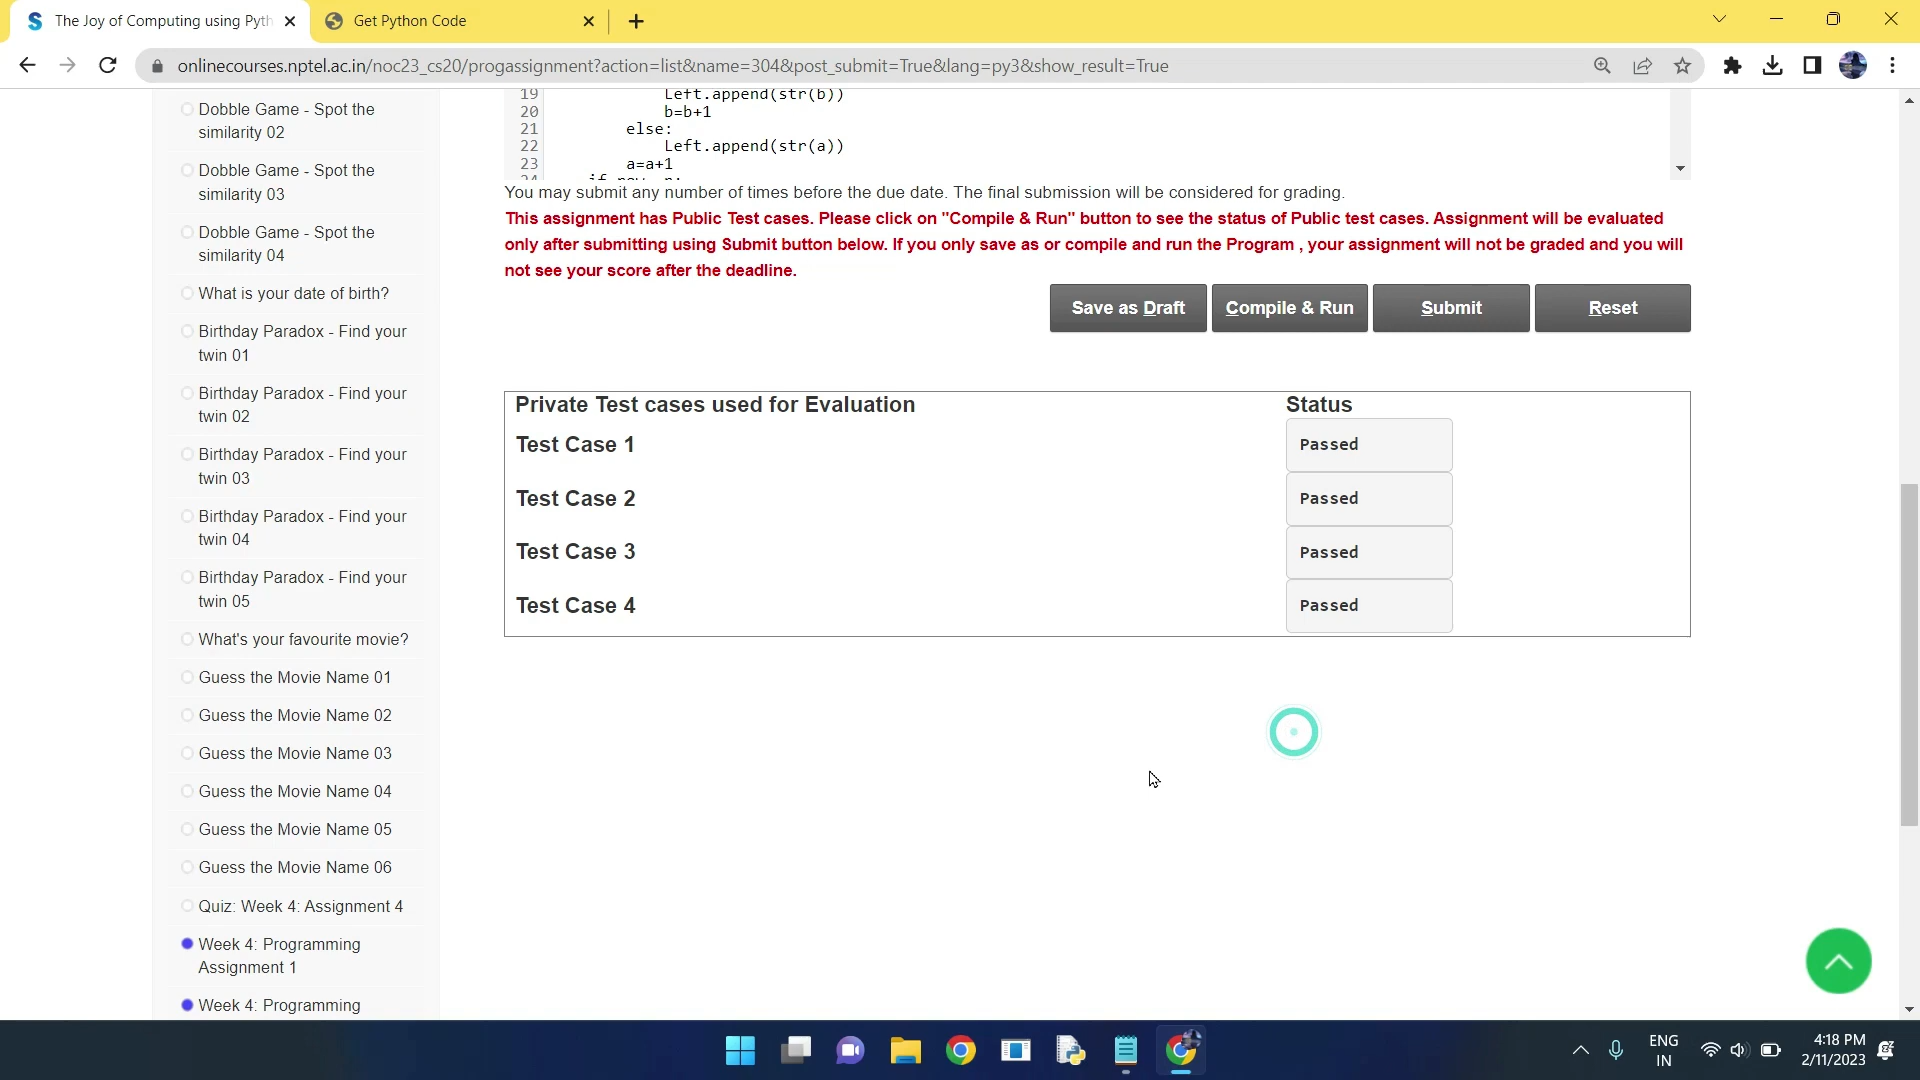 The Joy of Computing using Pyth
Get Python Code
onlinecourses.nptel.ac.in/noc23_cs20/progassignment?action=list&name=304&post_submit=True&lang=py3&show_result=True
Dobble Game - Spot the
similarity 02
Dobble Game - Spot the
similarity 03
Dobble Game - Spot the
similarity 04
What is your date of birth?
Birthday Paradox - Find your
twin 01
Birthday Paradox - Find your
twin 02
Birthday Paradox - Find your
twin 03
Birthday Paradox - Find your
twin 04
Birthday Paradox - Find your
twin 05
What's your favourite movie?
Guess the Movie Name 01
Guess the Movie Name 02
Guess the Movie Name 03
Guess the Movie Name 04
Guess the Movie Name 05
Guess the Movie Name 06
Quiz: Week 4: Assignment 4
Week 4: Programming
Assignment 1
Week 4: Programming
19 Left.append(str(b))
20 b=b+1
21 else:
22 Left.append(str(a))
23 a=a+1
You may submit any number of times before the due date. The final submission will be considered for grading.
This assignment has Public Test cases. Please click on "Compile & Run" button to see the status of Public test cases. Assignment will be evaluated
only after submitting using Submit button below. If you only save as or compile and run the Program , your assignment will not be graded and you will
not see your score after the deadline.
Save as Draft Compile & Run Submit Reset
Private Test cases used for Evaluation Status
Test Case 1 Passed
Test Case 2 Passed
Test Case 3 Passed
Test Case 4 Passed
ENG
IN
4:18 PM
2/11/2023